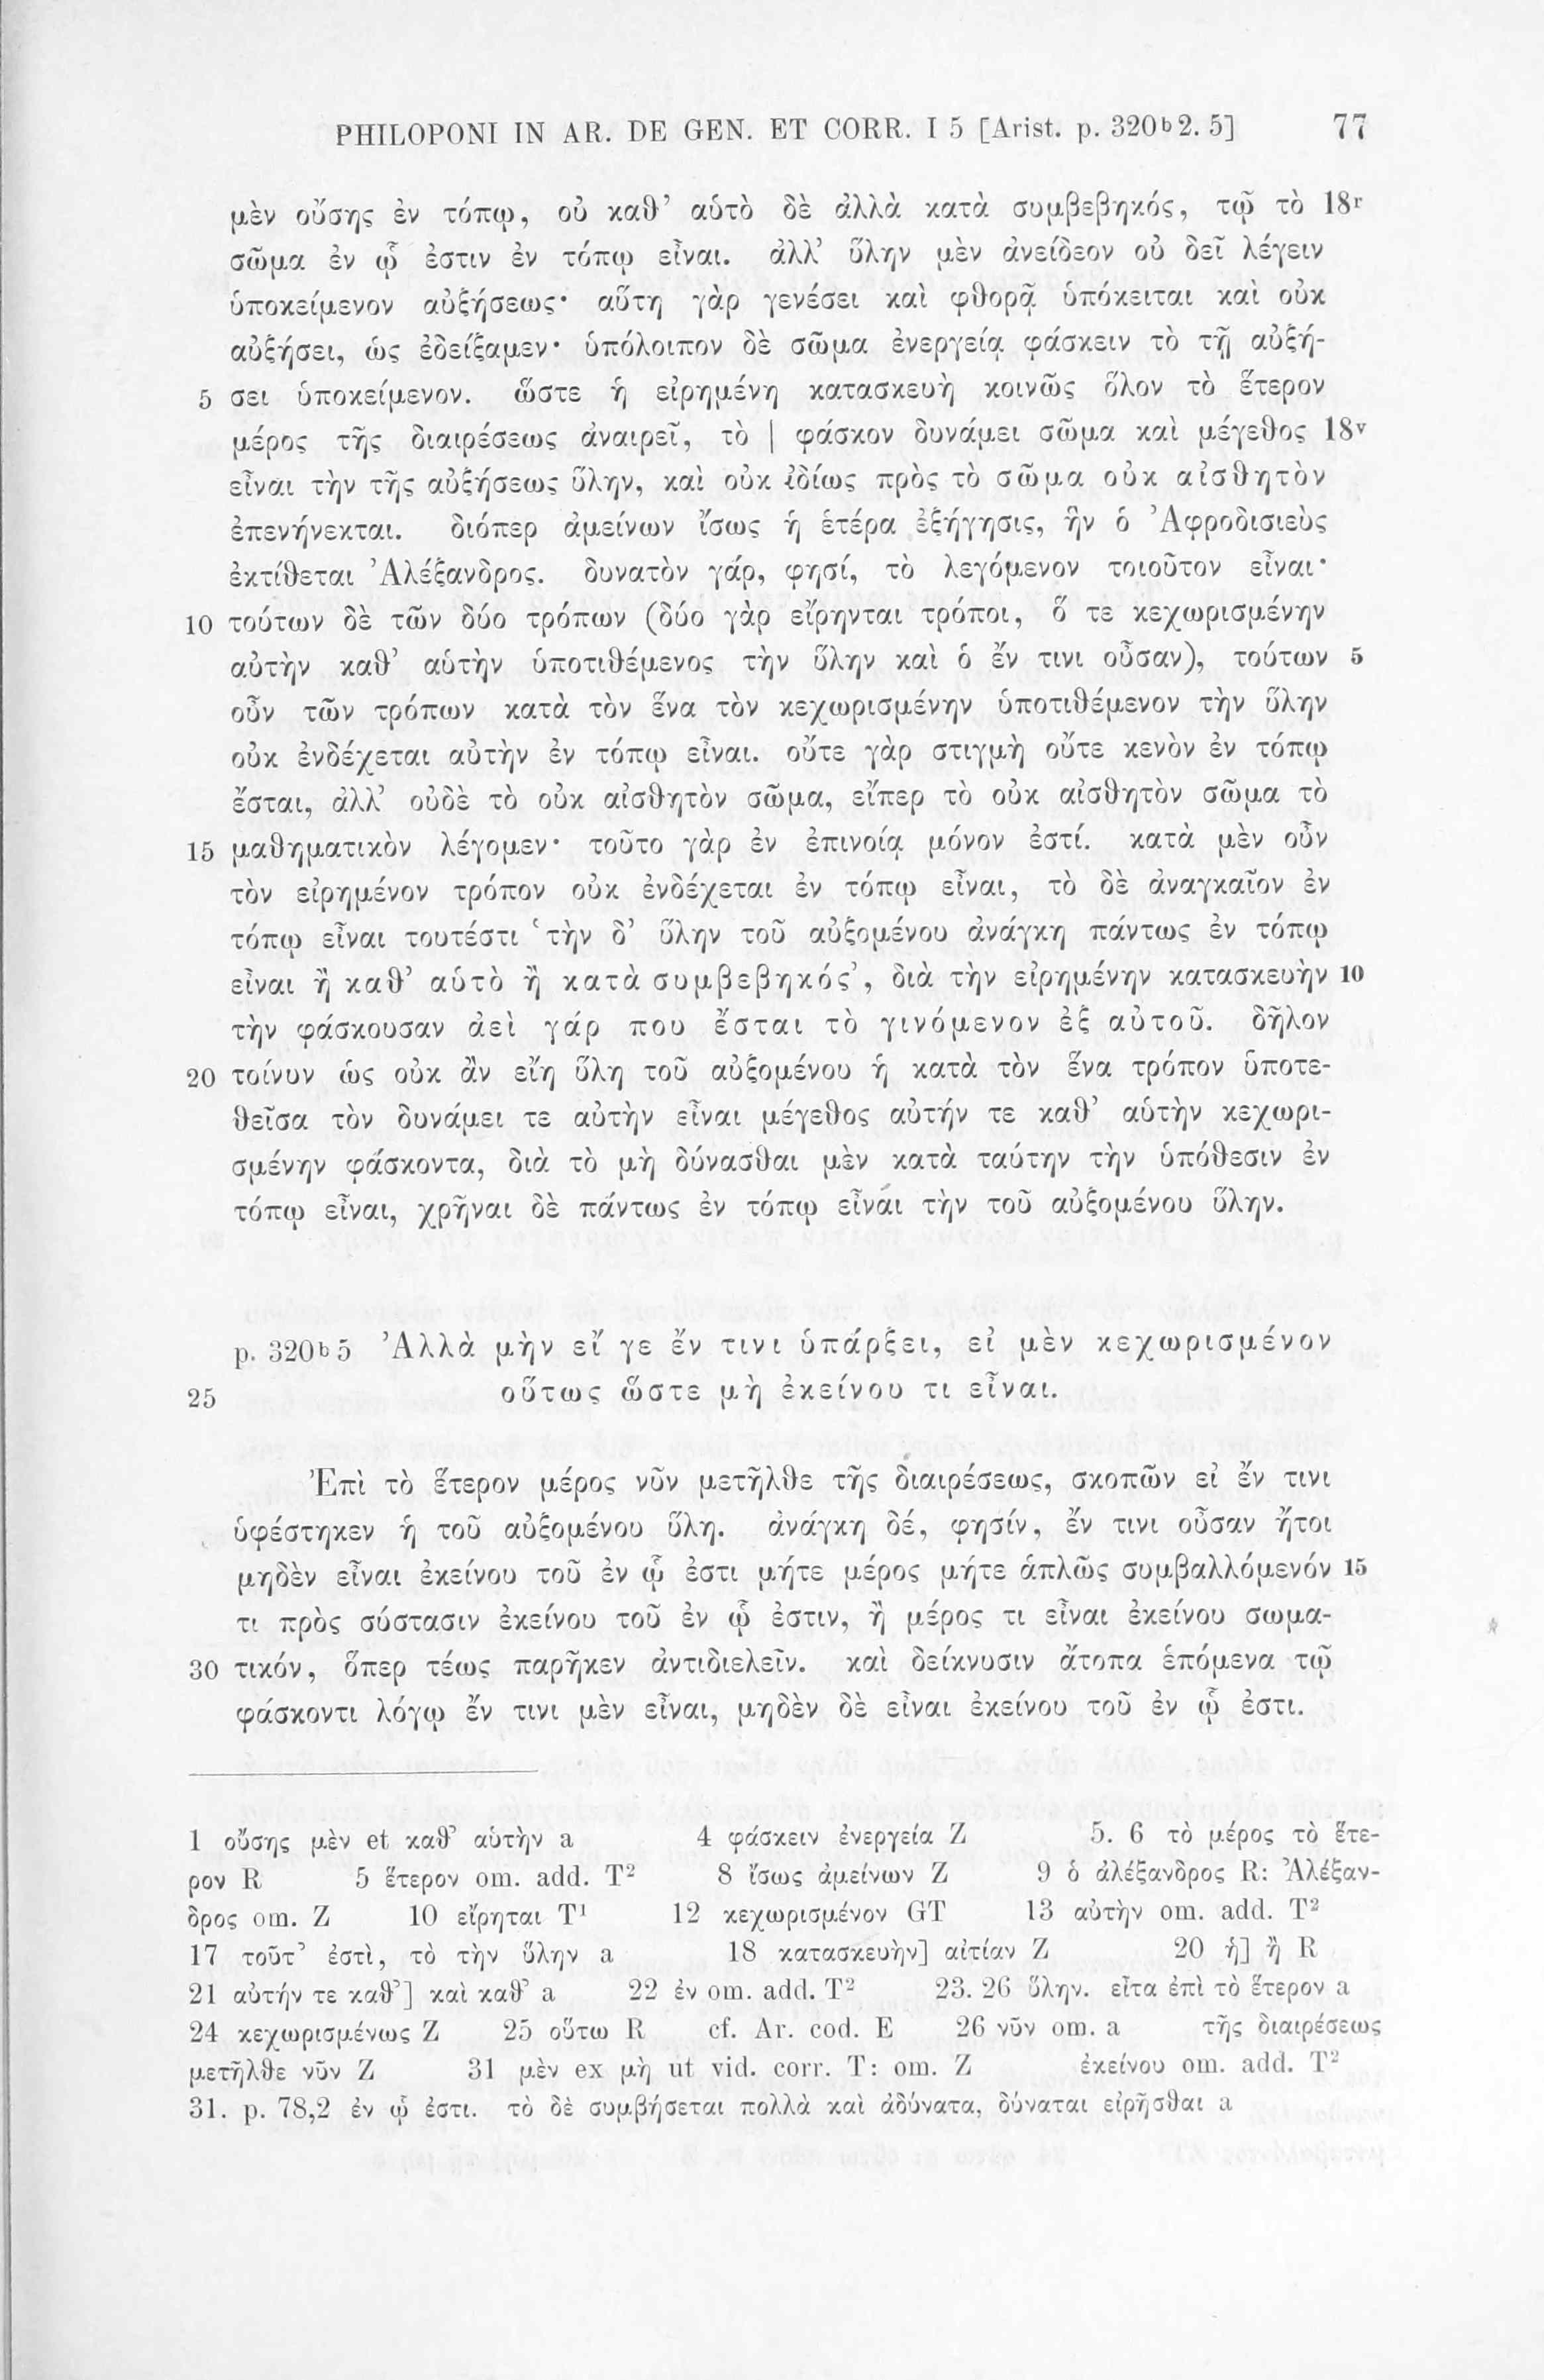 PHILOPONI IN AR. DE GEN. ET CORR. I 5 [Arist. p. 320b2. 5] 77
μὲν οὔσης ἐν τόπῳ, οὐ καθ’ αὑτὸ δὲ ἀλλὰ κατὰ συμβεβηκός, τῷ τὸ 18r
σῶμα ἐν ᾧ ἐστιν ἐν τόπῳ εἶναι. ἀλλ’ ὕλην μὲν ἀνείδεον οὐ δεῖ λέγειν
ὑποκείμενον αὐξήσεως· αὕτη γὰρ γενέσει καὶ φθορᾷ ὑπόκειται καὶ οὐκ
αὐξήσει, ὡς ἐδείξαμεν· ὑπόλοιπον δὲ σῶμα ἐνεργείᾳ φάσκειν τὸ τῇ αὐξή-
5 σει ὑποκείμενον. ὥστε ἡ εἰρημένη κατασκευὴ κοινῶς ὅλον τὸ ἕτερον
μέρος τῆς διαιρέσεως ἀναιρεῖ, τὸ | φάσκον δυνάμει σῶμα καὶ μέγεθος 18v
εἶναι τὴν τῆς αὐξήσεως ὕλην, καὶ οὐκ ἰδίως πρὸς τὸ σῶμα οὐκ αἰσθητὸν
ἐπενήνεκται. διόπερ ἀμείνων ἴσως ἡ ἑτέρα ἐξήγησις, ἣν ὁ Ἀφροδισιεὺς
ἐκτίθεται Ἀλέξανδρος. δυνατὸν γάρ, φησί, τὸ λεγόμενον τοιοῦτον εἶναι·
10 τούτων δὲ τῶν δύο τρόπων (δύο γὰρ εἴρηνται τρόποι, ὅ τε κεχωρισμένην
αὐτὴν καθ’ αὑτὴν ὑποτιθέμενος τὴν ὕλην καὶ ὁ ἔν τινι οὖσαν), τούτων 5
οὖν τῶν τρόπων κατὰ τὸν ἕνα τὸν κεχωρισμένην ὑποτιθέμενον τὴν ὕλην
οὐκ ἐνδέχεται αὐτὴν ἐν τόπῳ εἶναι. οὔτε γὰρ στιγμὴ οὔτε κενὸν ἐν τόπῳ
ἔσται, ἀλλ’ οὐδὲ τὸ οὐκ αἰσθητὸν σῶμα, εἴπερ τὸ οὐκ αἰσθητὸν σῶμα τὸ
15 μαθηματικὸν λέγομεν· τοῦτο γὰρ ἐν ἐπινοίᾳ μόνον ἐστί. κατὰ μὲν οὖν
τὸν εἰρημένον τρόπον οὐκ ἐνδέχεται ἐν τόπῳ εἶναι, τὸ δὲ ἀναγκαῖον ἐν
τόπῳ εἶναι τουτέστι ‘τὴν δ’ ὕλην τοῦ αὐξομένου ἀνάγκη πάντως ἐν τόπῳ
εἶναι ἢ καθ’ αὑτὸ ἢ κατὰ συμβεβηκός’, διὰ τὴν εἰρημένην κατασκευὴν 10
τὴν φάσκουσαν ἀεὶ γάρ που ἔσται τὸ γινόμενον ἐξ αὐτοῦ. δῆλον
20 τοίνυν ὡς οὐκ ἂν εἴη ὕλη τοῦ αὐξομένου ἡ κατὰ τὸν ἕνα τρόπον ὑποτε-
θεῖσα τὸν δυνάμει τε αὐτὴν εἶναι μέγεθος αὐτήν τε καθ’ αὑτὴν κεχωρι-
σμένην φάσκοντα, διὰ τὸ μὴ δύνασθαι μὲν κατὰ ταύτην τὴν ὑπόθεσιν ἐν
τόπῳ εἶναι, χρῆναι δὲ πάντως ἐν τόπῳ εἶναι τὴν τοῦ αὐξομένου ὕλην.
p. 320b5 Ἀλλὰ μὴν εἴ γε ἔν τινι ὑπάρξει, εἰ μὲν κεχωρισμένον
25 οὕτως ὥστε μὴ ἐκείνου τι εἶναι.
Ἐπὶ τὸ ἕτερον μέρος νῦν μετῆλθε τῆς διαιρέσεως, σκοπῶν εἰ ἔν τινι
ὑφέστηκεν ἡ τοῦ αὐξομένου ὕλη. ἀνάγκη δέ, φησίν, ἔν τινι οὖσαν ἤτοι
μηδὲν εἶναι ἐκείνου τοῦ ἐν ᾧ ἐστι μήτε μέρος μήτε ἁπλῶς συμβαλλόμενόν 15
τι πρὸς σύστασιν ἐκείνου τοῦ ἐν ᾧ ἐστιν, ἢ μέρος τι εἶναι ἐκείνου σωμα-
30 τικόν, ὅπερ τέως παρῆκεν ἀντιδιελεῖν. καὶ δείκνυσιν ἄτοπα ἑπόμενα τῷ
φάσκοντι λόγῳ ἔν τινι μὲν εἶναι, μηδὲν δὲ εἶναι ἐκείνου τοῦ ἐν ᾧ ἐστι.
1 οὔσης μὲν et καθ’ αὑτὴν a 4 φάσκειν ἐνεργεία Z 5. 6 τὸ μέρος τὸ ἕτε-
ρον R 5 ἕτερον om. add. T² 8 ἴσως ἀμείνων Z 9 ὁ ἀλέξανδρος R: Ἀλέξαν-
δρος om. Z 10 εἴρηται T¹ 12 κεχωρισμένον GT 13 αὐτὴν om. add. T²
17 τοῦτ’ ἐστὶ, τὸ τὴν ὕλην a 18 κατασκευὴν] αἰτίαν Z 20 ἡ] ἢ R
21 αὐτήν τε καθ’] καὶ καθ’ a 22 ἐν om. add. T² 23. 26 ὕλην. εἶτα ἐπὶ τὸ ἕτερον a
24 κεχωρισμένως Z 25 οὕτω R cf. Ar. cod. E 26 νῦν om. a τῆς διαιρέσεως
μετῆλθε νῦν Z 31 μὲν ex μὴ ut vid. corr. T: om. Z ἐκείνου om. add. T²
31. p. 78,2 ἐν ᾧ ἐστι. τὸ δὲ συμβήσεται πολλὰ καὶ ἀδύνατα, δύναται εἰρῆσθαι a